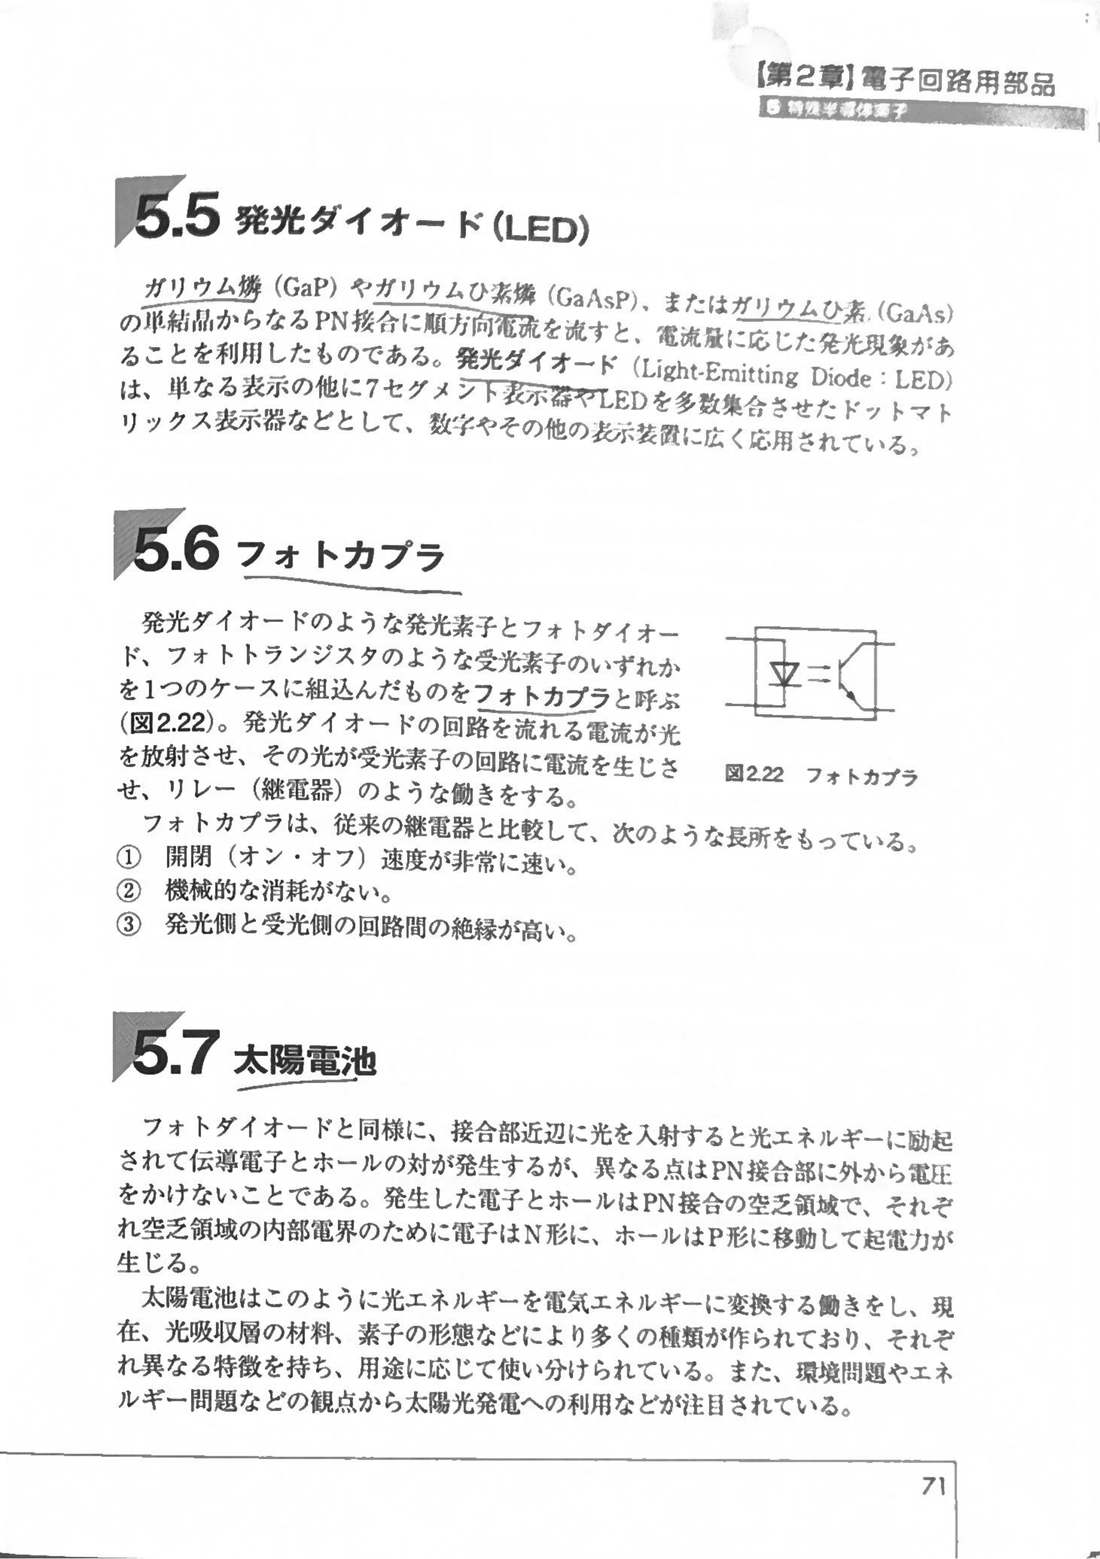 【第2章】電子回路用部品
5 特殊半導体素子
5.5 発光ダイオード(LED)
ガリウム燐（GaP）やガリウムひ素燐（GaAsP）、またはガリウムひ素（GaAs）
の単結晶からなるPN接合に順方向電流を流すと、電流量に応じた発光現象があ
ることを利用したものである。発光ダイオード（Light-Emitting Diode：LED）
は、単なる表示の他に7セグメント表示器やLEDを多数集合させたドットマト
リックス表示器などとして、数字やその他の表示装置に広く応用されている。
5.6 フォトカプラ
発光ダイオードのような発光素子とフォトダイオー
ド、フォトトランジスタのような受光素子のいずれか
を1つのケースに組込んだものをフォトカプラと呼ぶ
(図2.22)。発光ダイオードの回路を流れる電流が光
を放射させ、その光が受光素子の回路に電流を生じさ
せ、リレー（継電器）のような働きをする。
図2.22 フォトカプラ
フォトカプラは、従来の継電器と比較して、次のような長所をもっている。
① 開閉（オン・オフ）速度が非常に速い。
② 機械的な消耗がない。
③ 発光側と受光側の回路間の絶縁が高い。
5.7 太陽電池
フォトダイオードと同様に、接合部近辺に光を入射すると光エネルギーに励起
されて伝導電子とホールの対が発生するが、異なる点はPN接合部に外から電圧
をかけないことである。発生した電子とホールはPN接合の空乏領域で、それぞ
れ空乏領域の内部電界のために電子はN形に、ホールはP形に移動して起電力が
生じる。
太陽電池はこのように光エネルギーを電気エネルギーに変換する働きをし、現
在、光吸収層の材料、素子の形態などにより多くの種類が作られており、それぞ
れ異なる特徴を持ち、用途に応じて使い分けられている。また、環境問題やエネ
ルギー問題などの観点から太陽光発電への利用などが注目されている。
71